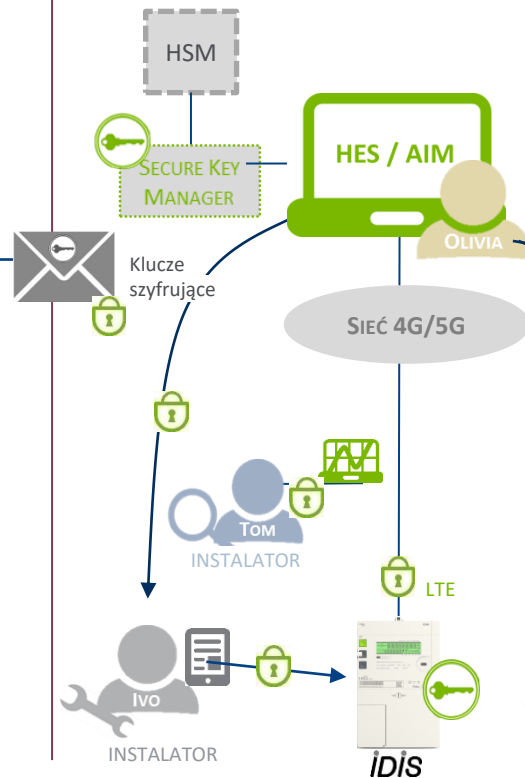 HSM
SECURE KEY
MANAGER
HES / AIM
OLIVIA
Klucze
szyfrujące
SIEĆ 4G/5G
TOM
INSTALATOR
LTE
IVO
INSTALATOR
iDiS